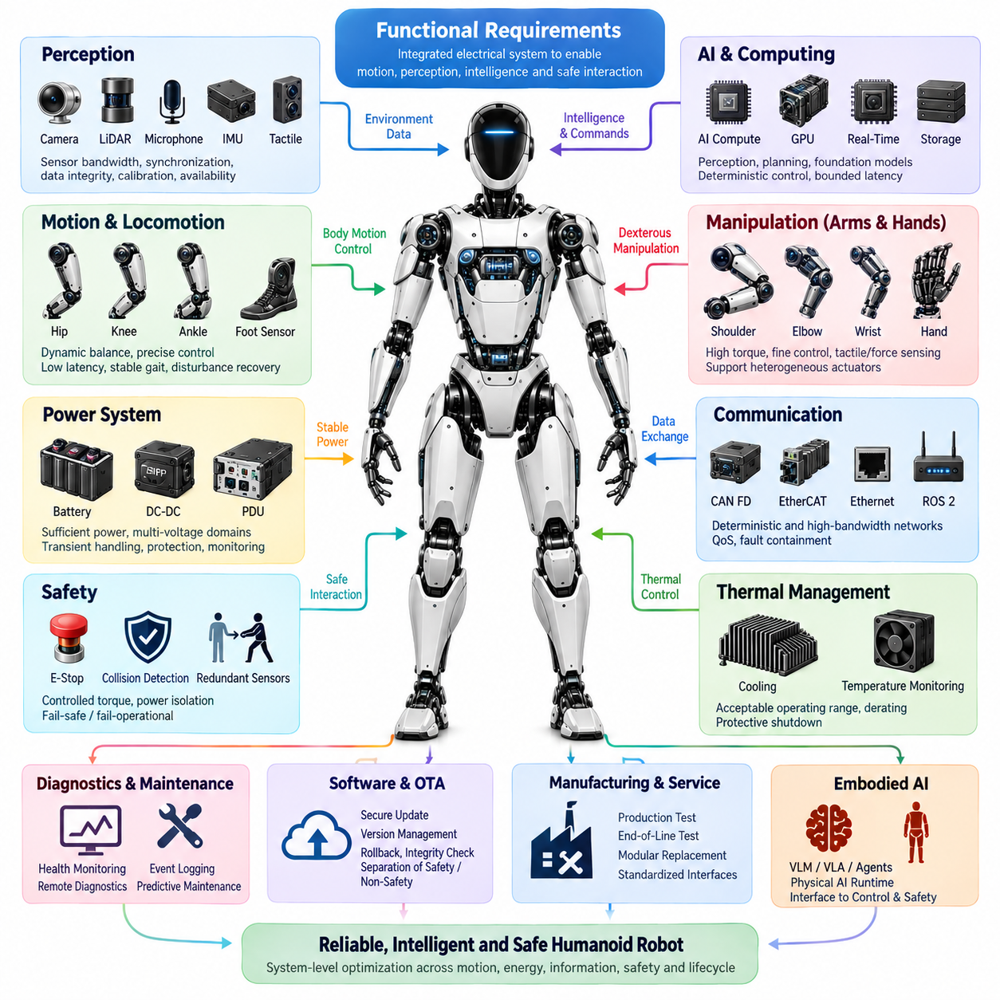 Functional Requirements
Integrated electrical system to enable
motion, perception, intelligence and safe interaction
Perception
Camera
LiDAR
Microphone
IMU
Tactile
Sensor bandwidth, synchronization,
data integrity, calibration, availability
Environment
Data
AI & Computing
AI Compute
GPU
Real-Time
Storage
Perception, planning, foundation models
Deterministic control, bounded latency
Intelligence
& Commands
Motion & Locomotion
Hip
Knee
Ankle
Foot Sensor
Dynamic balance, precise control
Low latency, stable gait, disturbance recovery
Body Motion
Control
Manipulation (Arms & Hands)
Shoulder
Elbow
Wrist
Hand
High torque, fine control, tactile/force sensing
Support heterogeneous actuators
Dexterous
Manipulation
Power System
Battery
DC-DC
PDU
Sufficient power, multi-voltage domains
Transient handling, protection, monitoring
Stable
Power
Communication
CAN FD
EtherCAT
Ethernet
ROS 2
Deterministic and high-bandwidth networks
QoS, fault containment
Data
Exchange
Safety
E-Stop
Collision Detection
Redundant Sensors
Controlled torque, power isolation
Fail-safe / fail-operational
Safe
Interaction
Thermal Management
Cooling
Temperature Monitoring
Acceptable operating range, derating
Protective shutdown
Thermal
Control
Diagnostics & Maintenance
Health Monitoring
Remote Diagnostics
Event Logging
Predictive Maintenance
Software & OTA
Secure Update
Version Management
Rollback, Integrity Check
Separation of Safety /
Non-Safety
Manufacturing & Service
Production Test
End-of-Line Test
Modular Replacement
Standardized Interfaces
Embodied AI
VLM / VLA / Agents
Physical AI Runtime
Interface to Control & Safety
Reliable, Intelligent and Safe Humanoid Robot
System-level optimization across motion, energy, information, safety and lifecycle